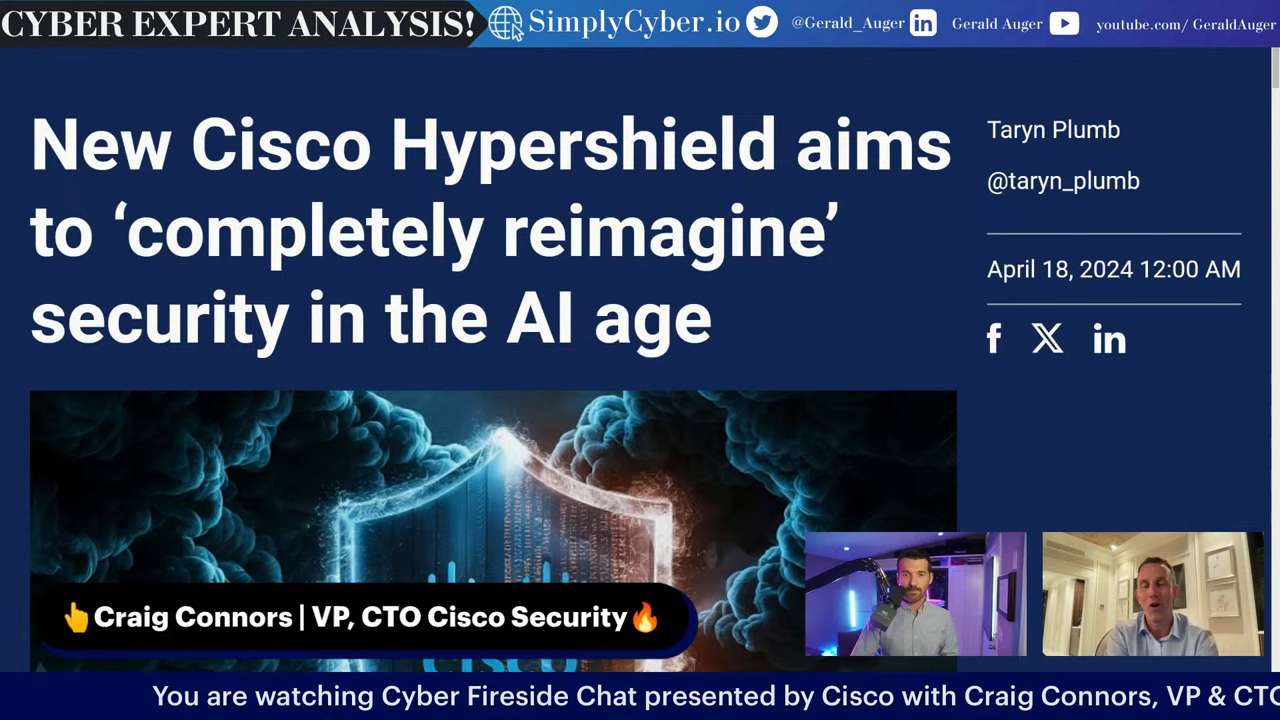 CYBER EXPERT ANALYSIS!
SimplyCyber.io
@Gerald_Auger
Gerald Auger
youtube.com/ GeraldAuger
New Cisco Hypershield aims
to ‘completely reimagine’
security in the AI age
Taryn Plumb
@taryn_plumb
April 18, 2024 12:00 AM
👆Craig Connors | VP, CTO Cisco Security🔥
CISCO
You are watching Cyber Fireside Chat presented by Cisco with Craig Connors, VP & CTO